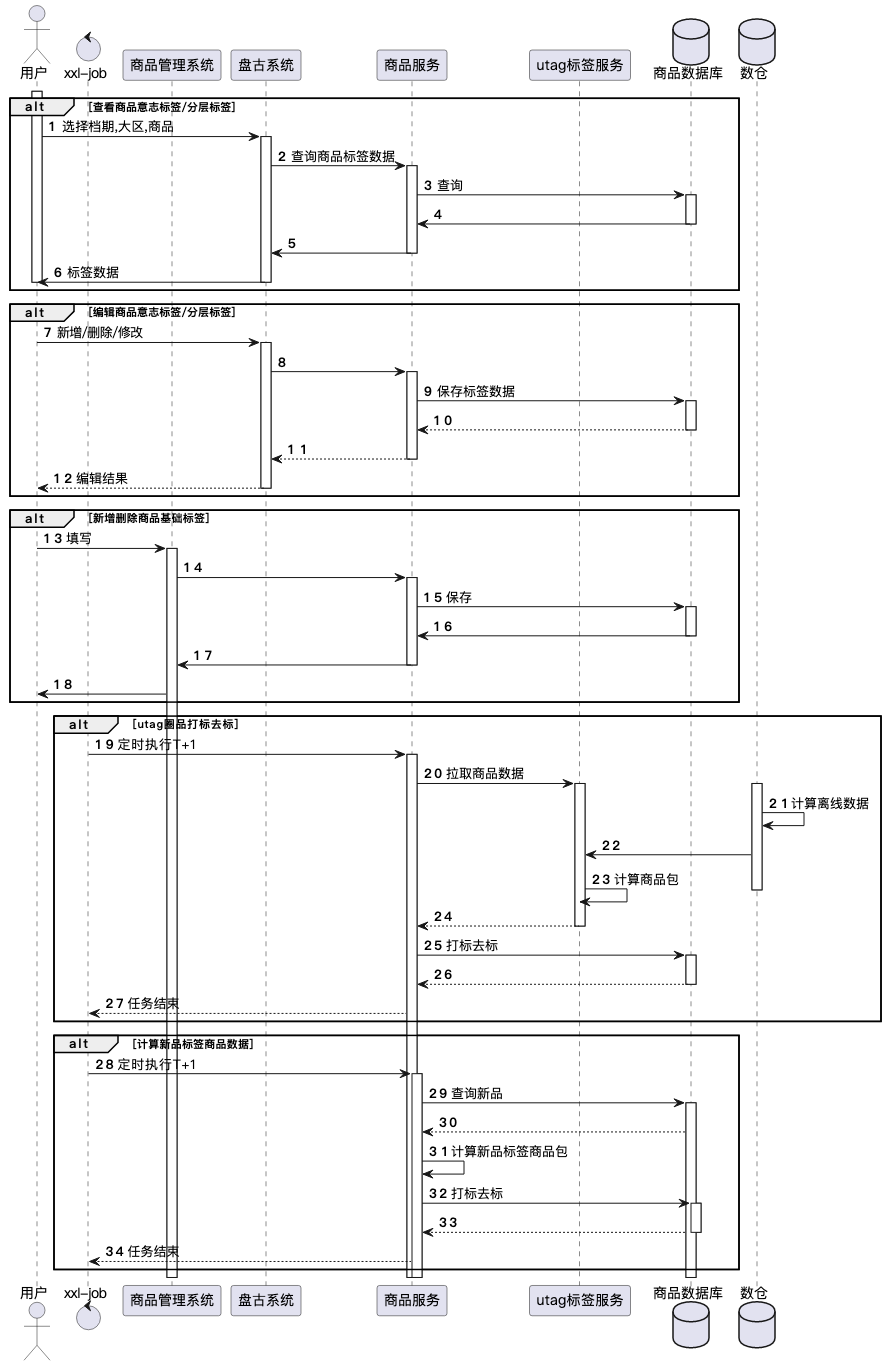 用户
xxl-job
商品管理系统
盘古系统
商品服务
utag标签服务
商品数据库
数仓
alt [查看商品意志标签/分层标签]
1 选择档期,大区,商品
2 查询商品标签数据
3 查询
4
5
6 标签数据
alt [编辑商品意志标签/分层标签]
7 新增/删除/修改
8
9 保存标签数据
10
11
12 编辑结果
alt [新增删除商品基础标签]
13 填写
14
15 保存
16
17
18
alt [utag圈品打标去标]
19 定时执行T+1
20 拉取商品数据
21 计算离线数据
22
23 计算商品包
24
25 打标去标
26
27 任务结束
alt [计算新品标签商品数据]
28 定时执行T+1
29 查询新品
30
31 计算新品标签商品包
32 打标去标
33
34 任务结束
用户
xxl-job
商品管理系统
盘古系统
商品服务
utag标签服务
商品数据库
数仓